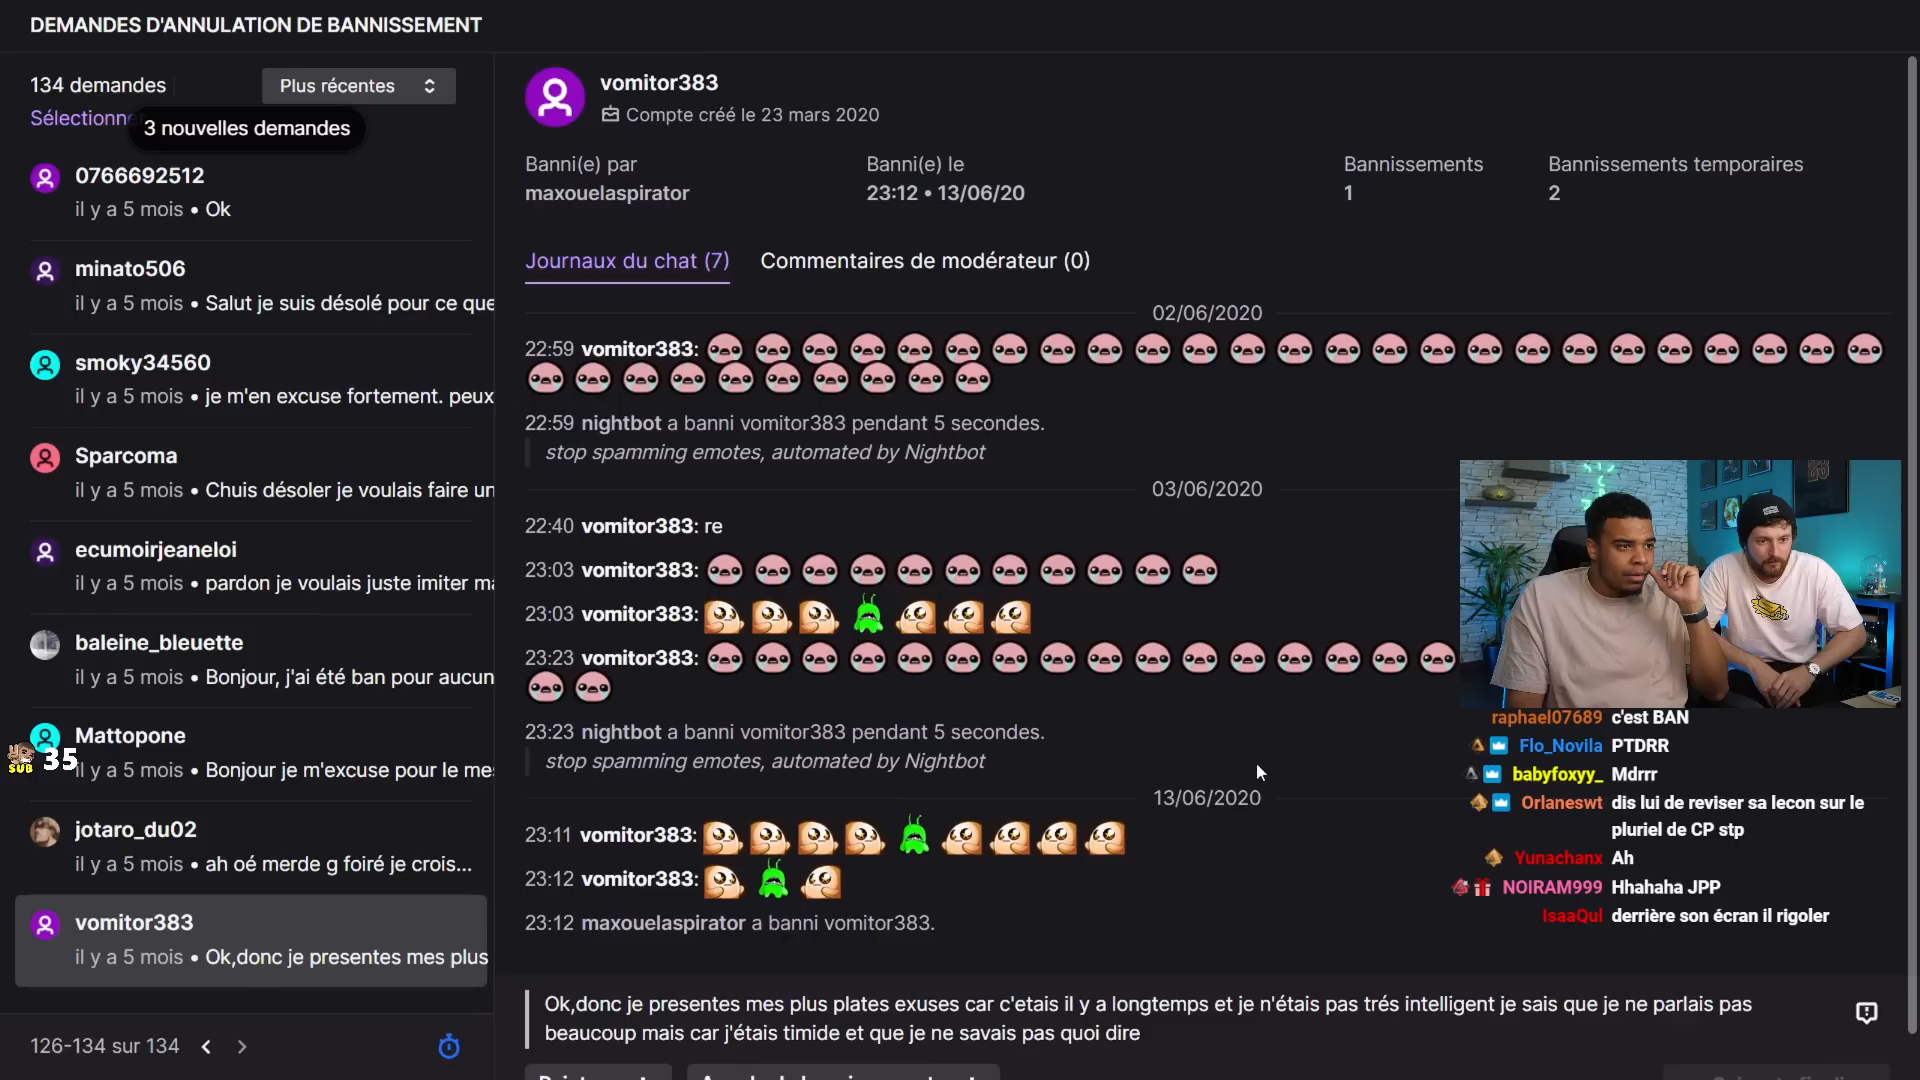 DEMANDES D'ANNULATION DE BANNISSEMENT
134 demandes
Plus récentes
3 nouvelles demandes
0766692512
il y a 5 mois • Ok
minato506
il y a 5 mois • Salut je suis désolé pour ce que
smoky34560
il y a 5 mois • je m'en excuse fortement. peux
Sparcoma
il y a 5 mois • Chuis désoler je voulais faire un
ecumoirjeaneloi
il y a 5 mois • pardon je voulais juste imiter
baleine_bleuette
il y a 5 mois • Bonjour, j'ai été ban pour aucun
Mattopone
il y a 5 mois • Bonjour je m'excuse pour le
SUB 35
jotaro_du02
il y a 5 mois • ah oé merde g foiré je crois...
vomitor383
il y a 5 mois • Ok,donc je presentes mes plus
126-134 sur 134
vomitor383
Compte créé le 23 mars 2020
Banni(e) par
maxouelaspirator
Banni(e) le
23:12 • 13/06/20
Bannissements
1
Bannissements temporaires
2
Journaux du chat (7)
Commentaires de modérateur (0)
02/06/2020
22:59 vomitor383:
22:59 nightbot a banni vomitor383 pendant 5 secondes.
stop spamming emotes, automated by Nightbot
03/06/2020
22:40 vomitor383: re
23:03 vomitor383:
23:03 vomitor383:
23:23 vomitor383:
23:23 nightbot a banni vomitor383 pendant 5 secondes.
stop spamming emotes, automated by Nightbot
13/06/2020
23:11 vomitor383:
23:12 vomitor383:
23:12 maxouelaspirator a banni vomitor383.
Ok,donc je presentes mes plus plates exuses car c'etais il y a longtemps et je n'étais pas trés intelligent je sais que je ne parlais pas
beaucoup mais car j'étais timide et que je ne savais pas quoi dire
raphael07689 c'est BAN
Flo_Novila PTDRR
babyfoxyy_ Mdrrr
Orlaneswt dis lui de reviser sa lecon sur le
pluriel de CP stp
Yunachanx Ah
NOIRAM999 Hhahaha JPP
IsaaQul derrière son écran il rigoler